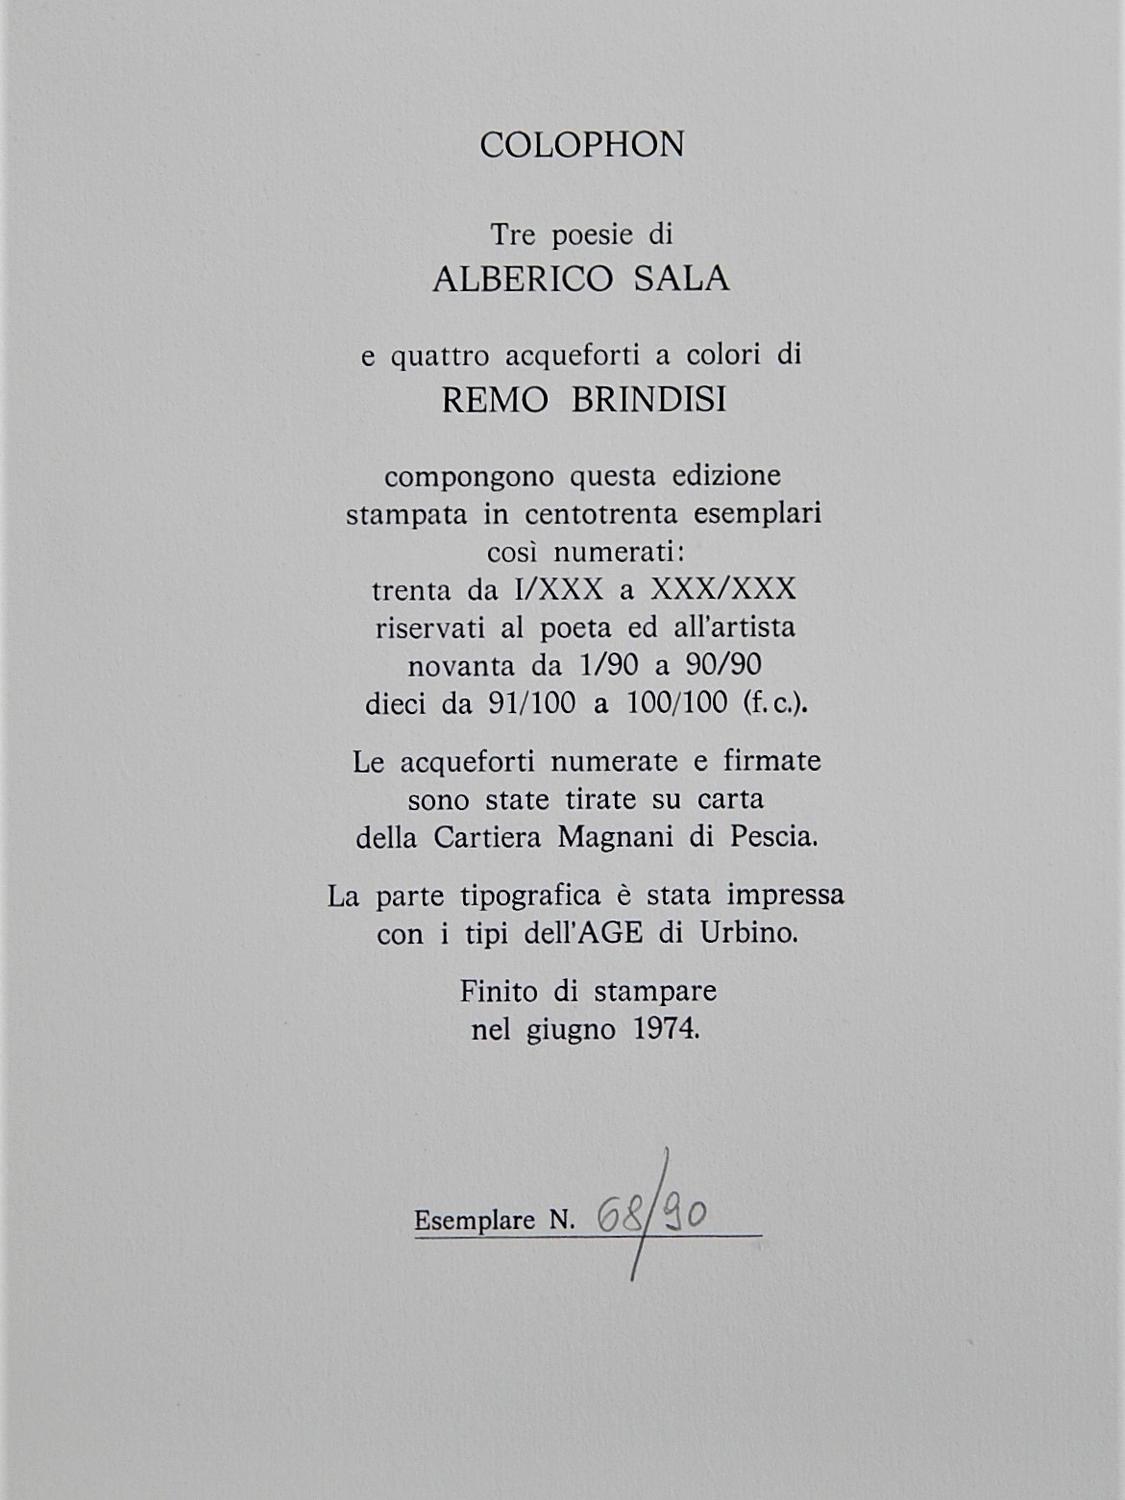 COLOPHON
Tre poesie di
ALBERICO SALA
e quattro acqueforti a colori di
REMO BRINDISI
compongono questa edizione
stampata in centotrenta esemplari
così numerati:
trenta da I/XXX a XXX/XXX
riservati al poeta ed all'artista
novanta da 1/90 a 90/90
dieci da 91/100 a 100/100 (f.c.).
Le acqueforti numerate e firmate
sono state tirate su carta
della Cartiera Magnani di Pescia.
La parte tipografica è stata impressa
con i tipi dell'AGE di Urbino.
Finito di stampare
nel giugno 1974.
Esemplare N. 68/90